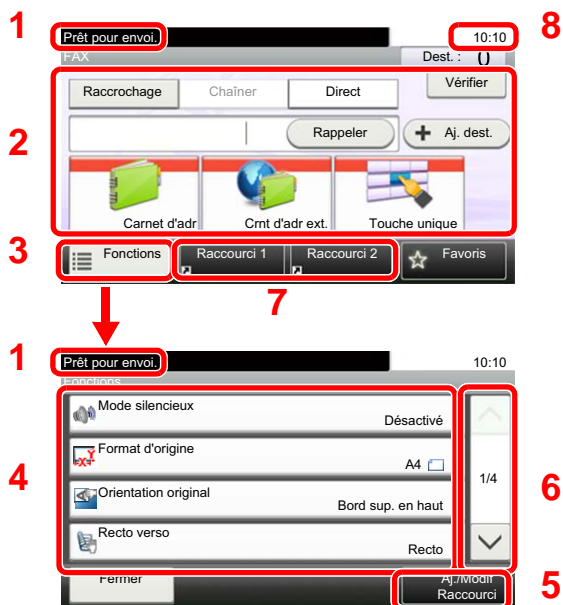 1
Prêt pour envoi.
10:10
8
FAX
Dest. : 0
Raccrochage
Chaîner
Direct
Vérifier
2
Rappeler
Aj. dest.
Carnet d'adr
Crnt d'adr ext.
Touche unique
3
Fonctions
Raccourci 1
Raccourci 2
Favoris
7
1
Prêt pour envoi.
10:10
Fonctions
4
Mode silencieux
Désactivé
Format d'origine
A4
1/4
6
Orientation original
Bord sup. en haut
Recto verso
Recto
Fermer
Aj./Modif
Raccourci
5